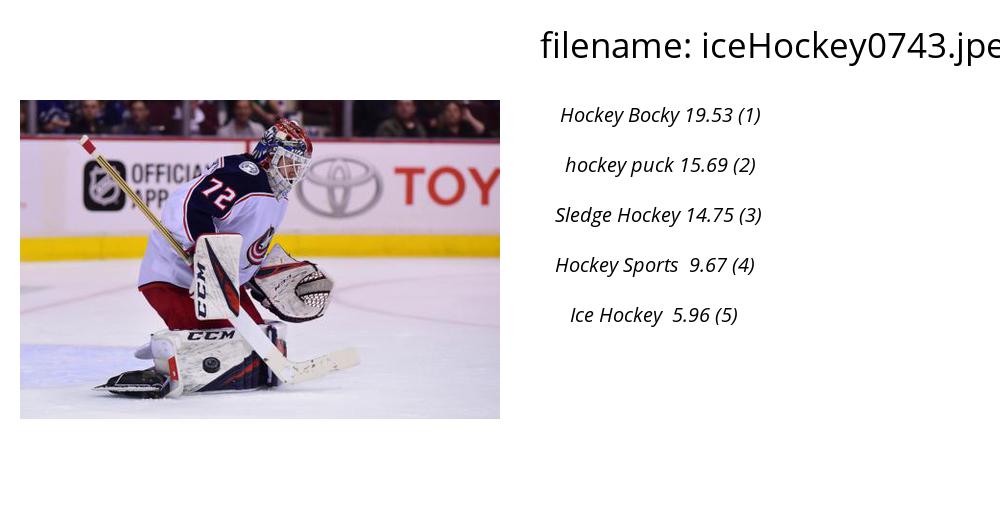 filename: iceHockey0743.jpe
Hockey Bocky 19.53 (1)
hockey puck 15.69 (2)
Sledge Hockey 14.75 (3)
Hockey Sports 9.67 (4)
Ice Hockey 5.96 (5)
OFFICIA
APP
TOY
72
CCM
CCM